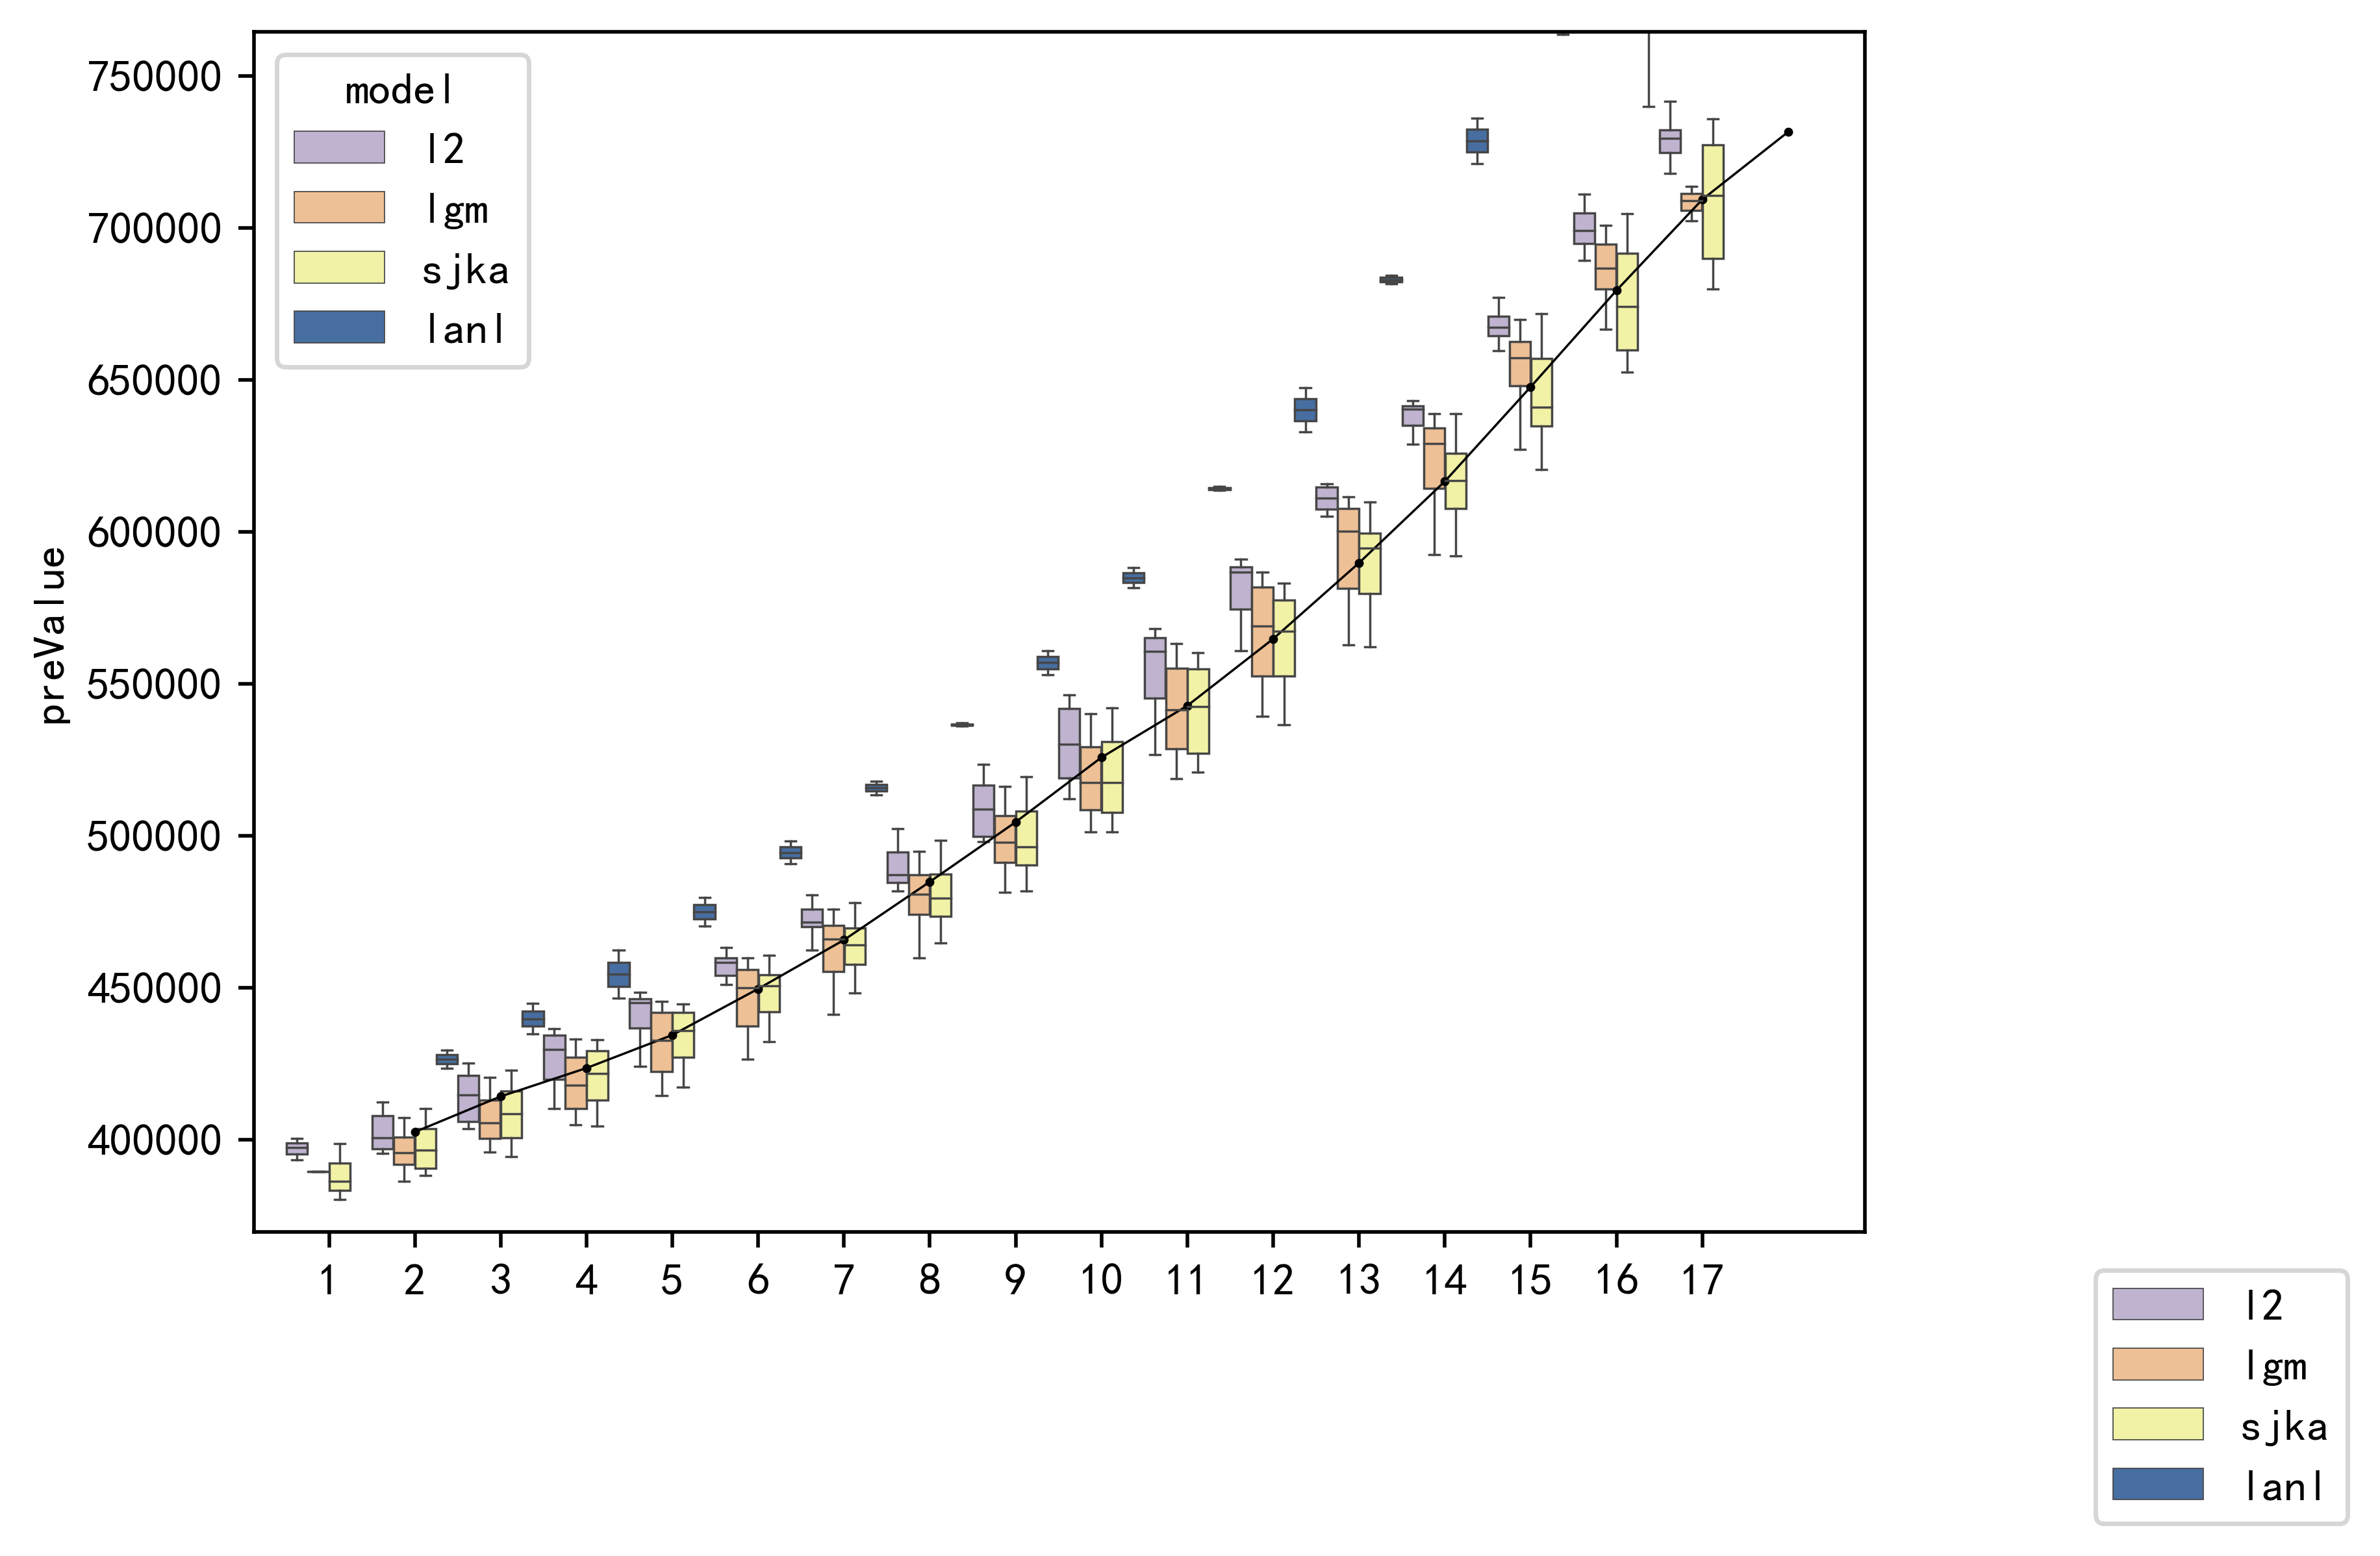 preValue
750000
700000
650000
600000
550000
500000
450000
400000
model
l2
lgm
sjka
lanl
1 2 3 4 5 6 7 8 9 10 11 12 13 14 15 16 17
l2
lgm
sjka
lanl